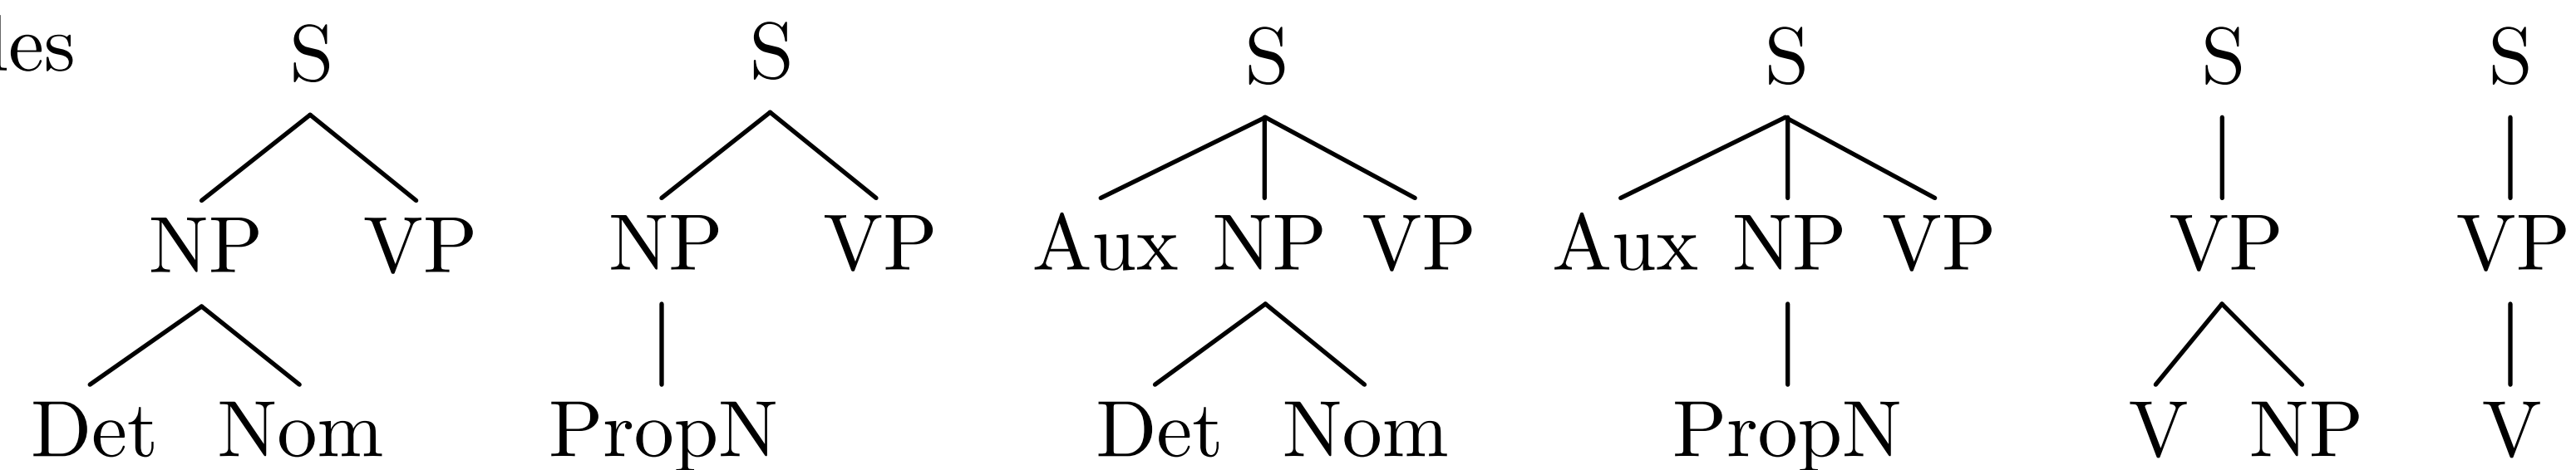 les S S S S S S
NP VP NP VP Aux NP VP Aux NP VP VP VP
Det Nom PropN Det Nom PropN V NP V